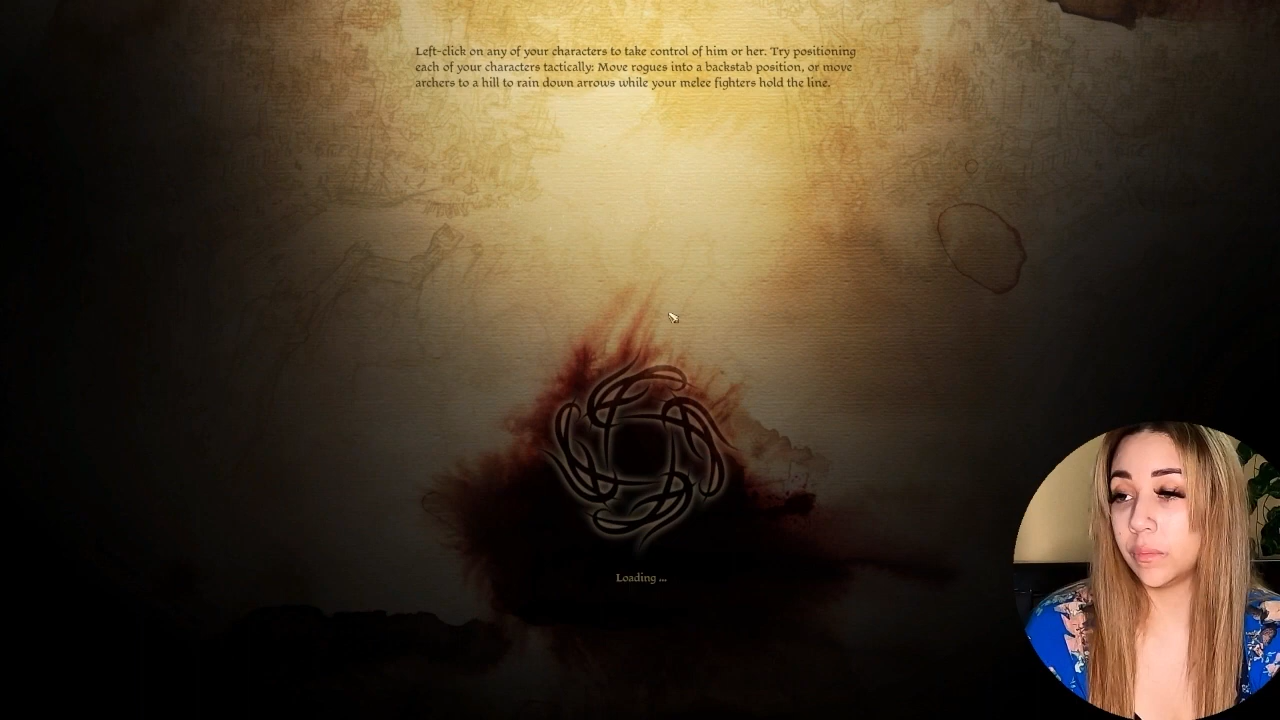 Left-click on any of your characters to take control of him or her. Try positioning
each of your characters tactically: Move rogues into a backstab position, or move
archers to a hill to rain down arrows while your melee fighters hold the line.
Loading ...